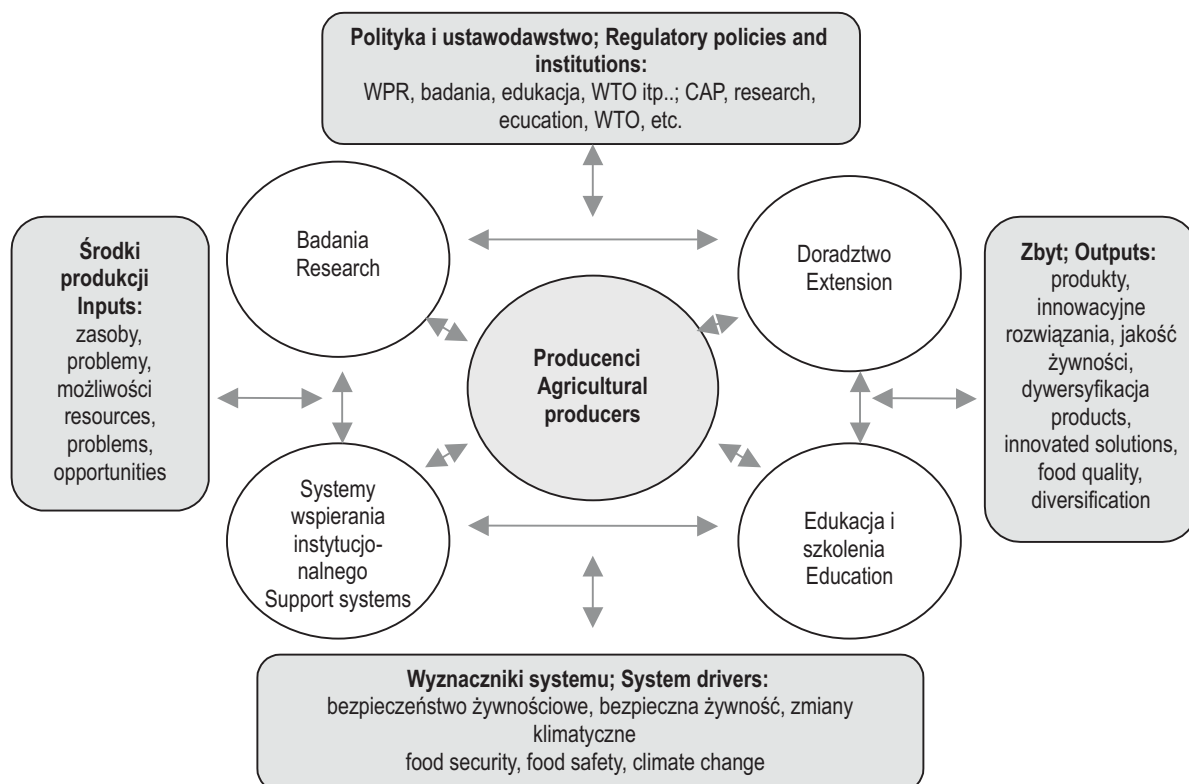 Polityka i ustawodawstwo; Regulatory policies and
institutions:
WPR, badania, edukacja, WTO itp..; CAP, research,
ecucation, WTO, etc.
Badania
Research
Doradztwo
Extension
Środki
produkcji
Inputs:
zasoby,
problemy,
możliwości
resources,
problems,
opportunities
Producenci
Agricultural
producers
Zbyt; Outputs:
produkty,
innowacyjne
rozwiązania, jakość
żywności,
dywersyfikacja
products,
innovated solutions,
food quality,
diversification
Systemy
wspierania
instytucjo-
nalnego
Support systems
Edukacja i
szkolenia
Education
Wyznaczniki systemu; System drivers:
bezpieczeństwo żywnościowe, bezpieczna żywność, zmiany
klimatyczne
food security, food safety, climate change